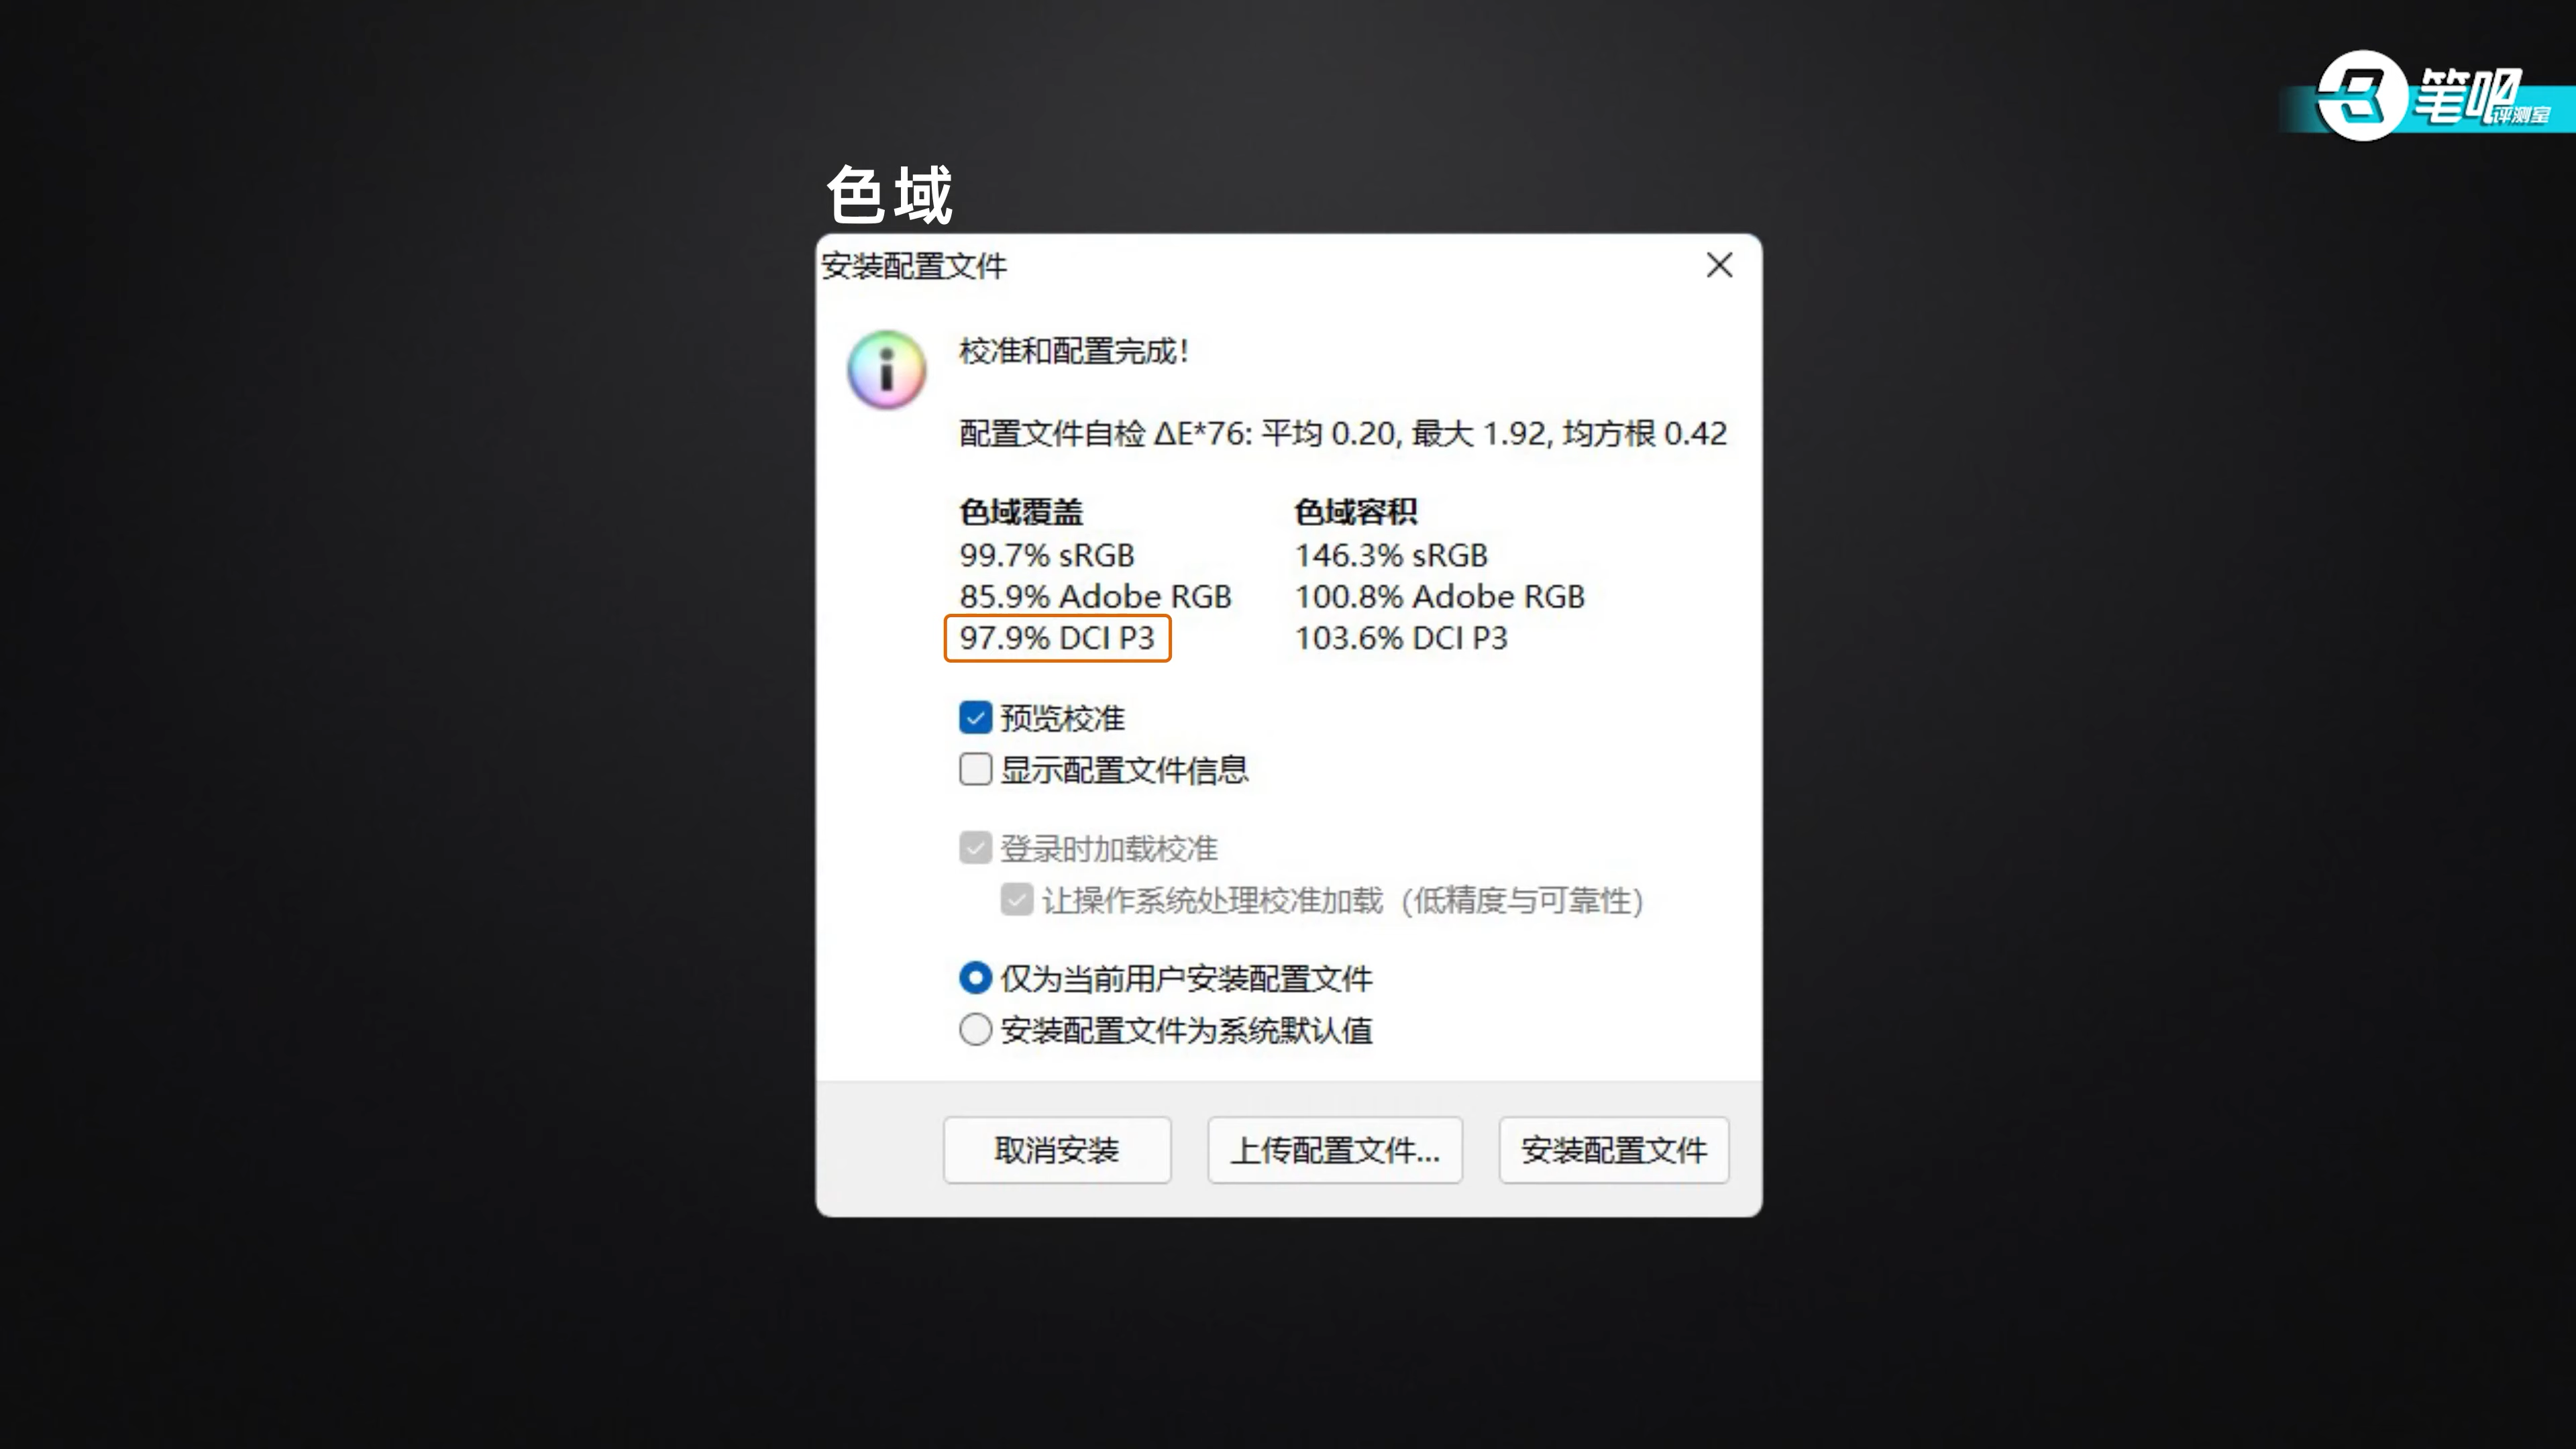 笔吧评测室
色域
安装配置文件
校准和配置完成！
配置文件自检 ΔE*76: 平均 0.20, 最大 1.92, 均方根 0.42
色域覆盖 色域容积
99.7% sRGB 146.3% sRGB
85.9% Adobe RGB 100.8% Adobe RGB
97.9% DCI P3 103.6% DCI P3
预览校准
显示配置文件信息
登录时加载校准
让操作系统处理校准加载（低精度与可靠性）
仅为当前用户安装配置文件
安装配置文件为系统默认值
取消安装 上传配置文件... 安装配置文件